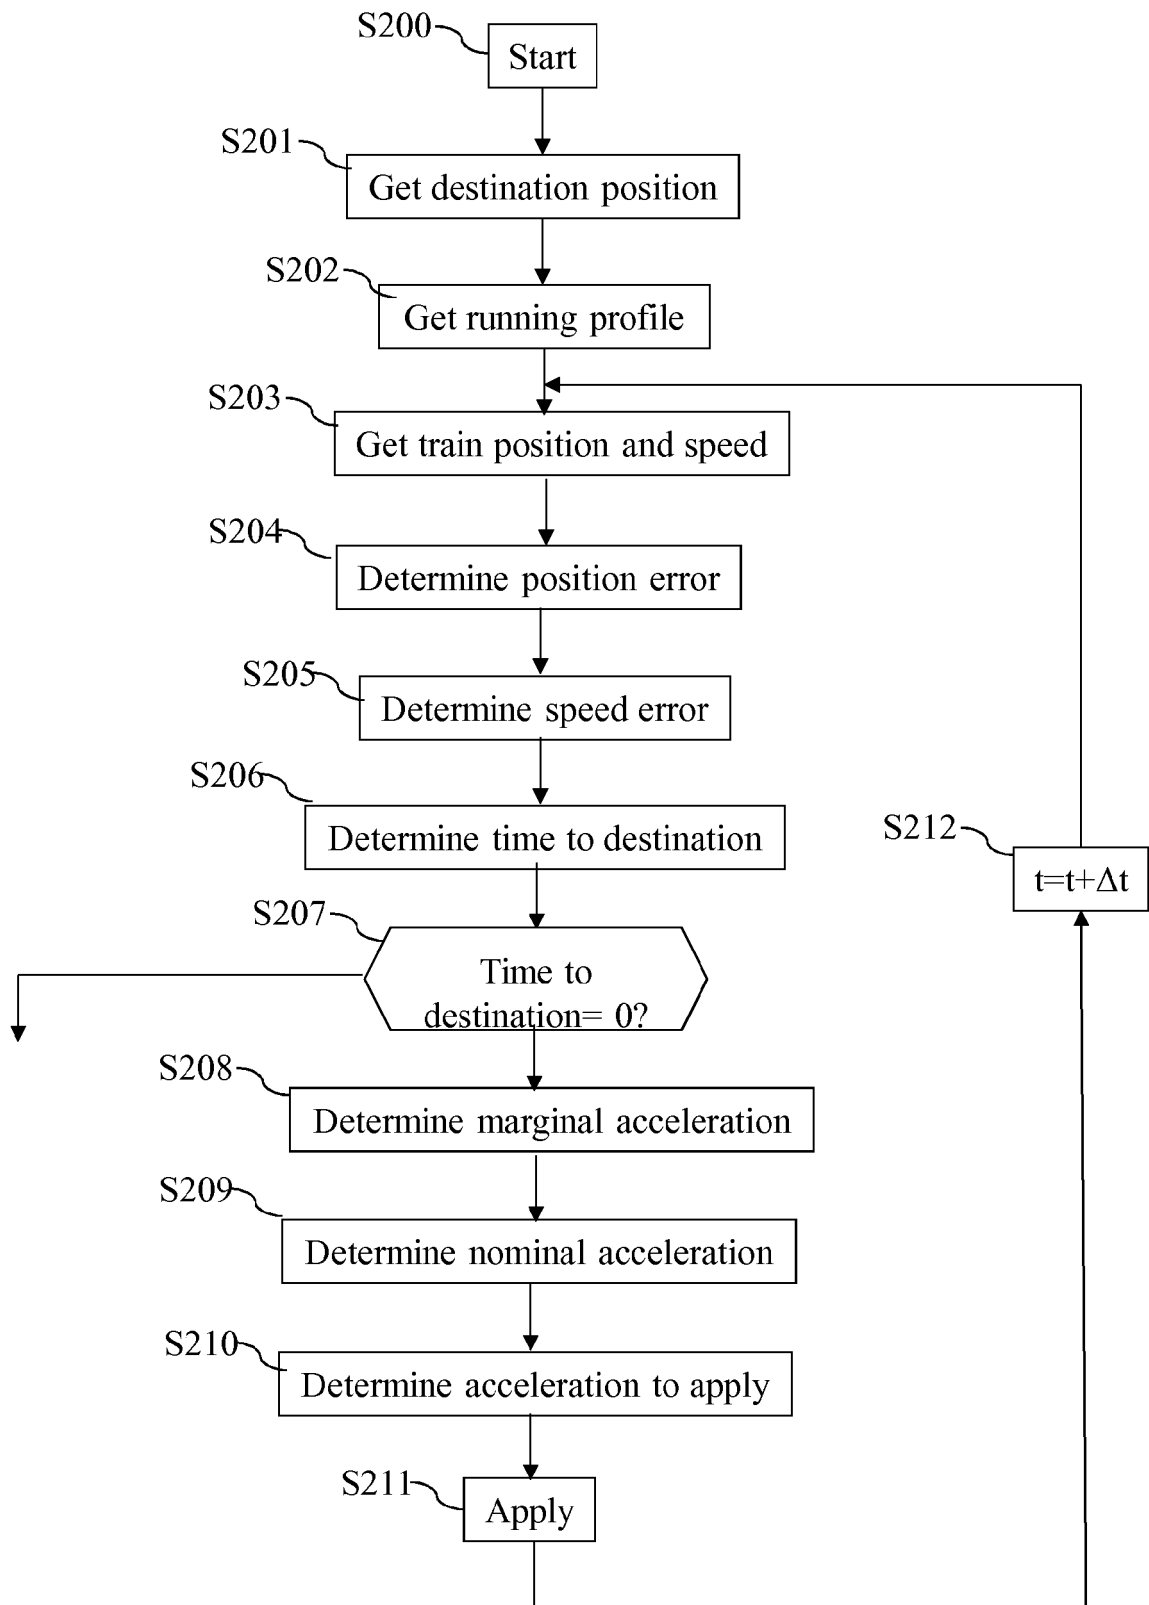 S200
Start
S201
Get destination position
S202
Get running profile
S203
Get train position and speed
S204
Determine position error
S205
Determine speed error
S206
Determine time to destination
S212
t=t+Δt
S207
Time to
destination= 0?
S208
Determine marginal acceleration
S209
Determine nominal acceleration
S210
Determine acceleration to apply
S211
Apply